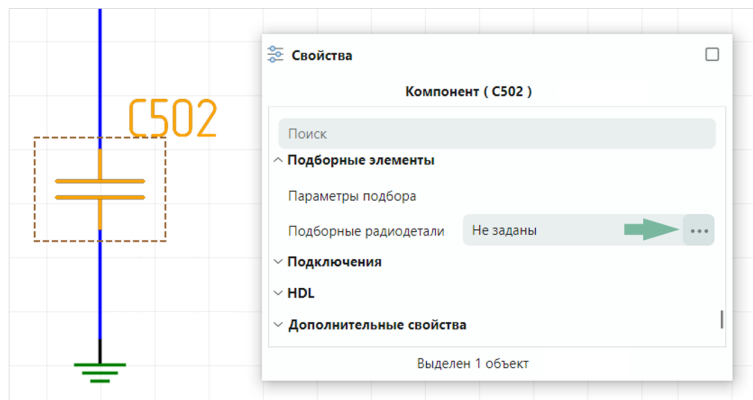 C502
Свойства
Компонент ( C502 )
Поиск
Подборные элементы
Параметры подбора
Подборные радиодетали Не заданы ...
Подключения
HDL
Дополнительные свойства
Выделен 1 объект